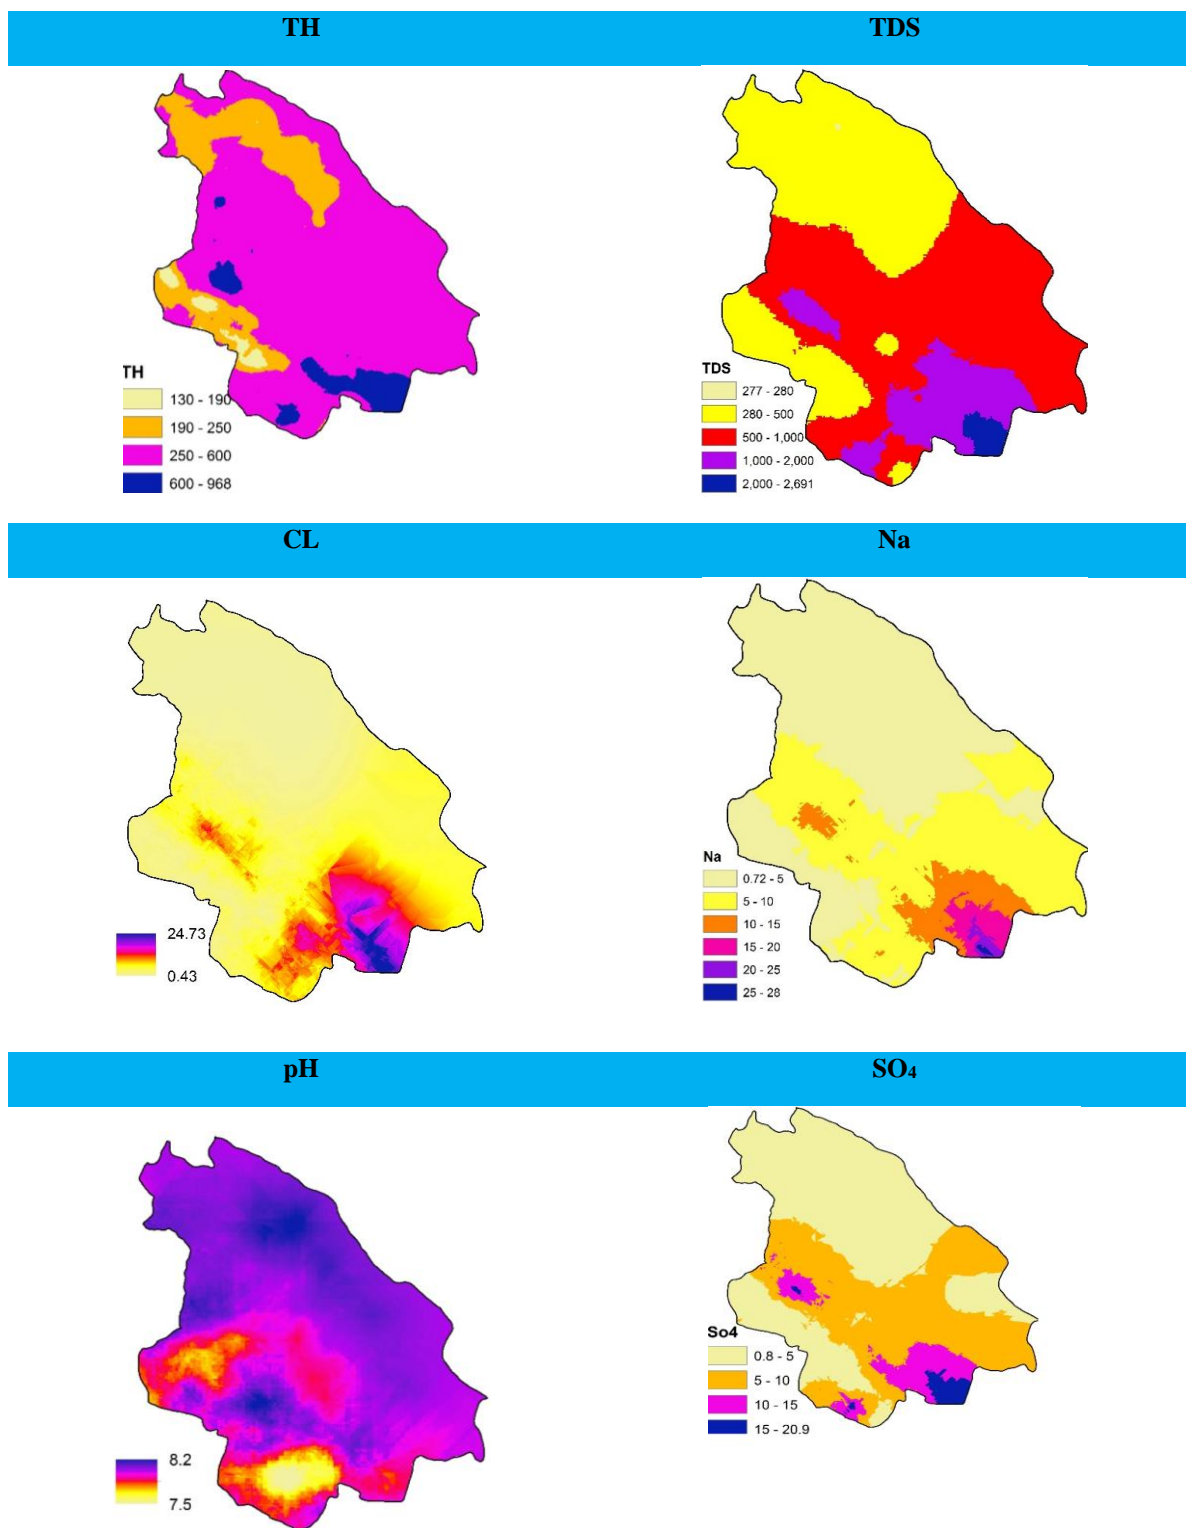 TH
TDS
TH
130 - 190
190 - 250
250 - 600
600 - 968
TDS
277 - 280
280 - 500
500 - 1,000
1,000 - 2,000
2,000 - 2,691
CL
Na
24.73
0.43
Na
0.72 - 5
5 - 10
10 - 15
15 - 20
20 - 25
25 - 28
pH
SO₄
8.2
7.5
So4
0.8 - 5
5 - 10
10 - 15
15 - 20.9